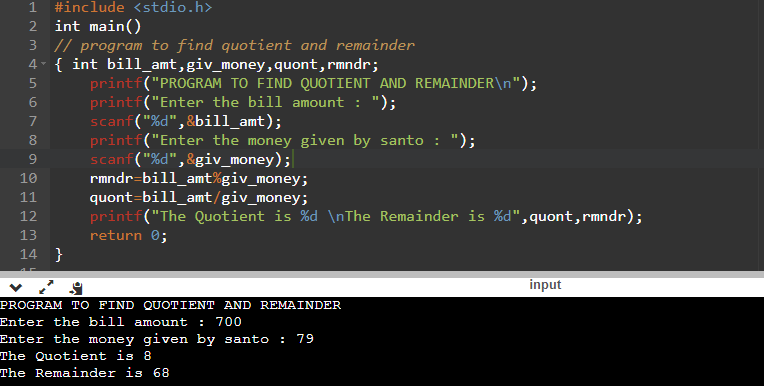 1 #include <stdio.h>
2 int main()
3 // program to find quotient and remainder
4 { int bill_amt,giv_money,quont,rmndr;
5 printf("PROGRAM TO FIND QUOTIENT AND REMAINDER\n");
6 printf("Enter the bill amount : ");
7 scanf("%d",&bill_amt);
8 printf("Enter the money given by santo : ");
9 scanf("%d",&giv_money);
10 rmndr=bill_amt%giv_money;
11 quont=bill_amt/giv_money;
12 printf("The Quotient is %d \nThe Remainder is %d",quont,rmndr);
13 return 0;
14 }
input
PROGRAM TO FIND QUOTIENT AND REMAINDER
Enter the bill amount : 700
Enter the money given by santo : 79
The Quotient is 8
The Remainder is 68